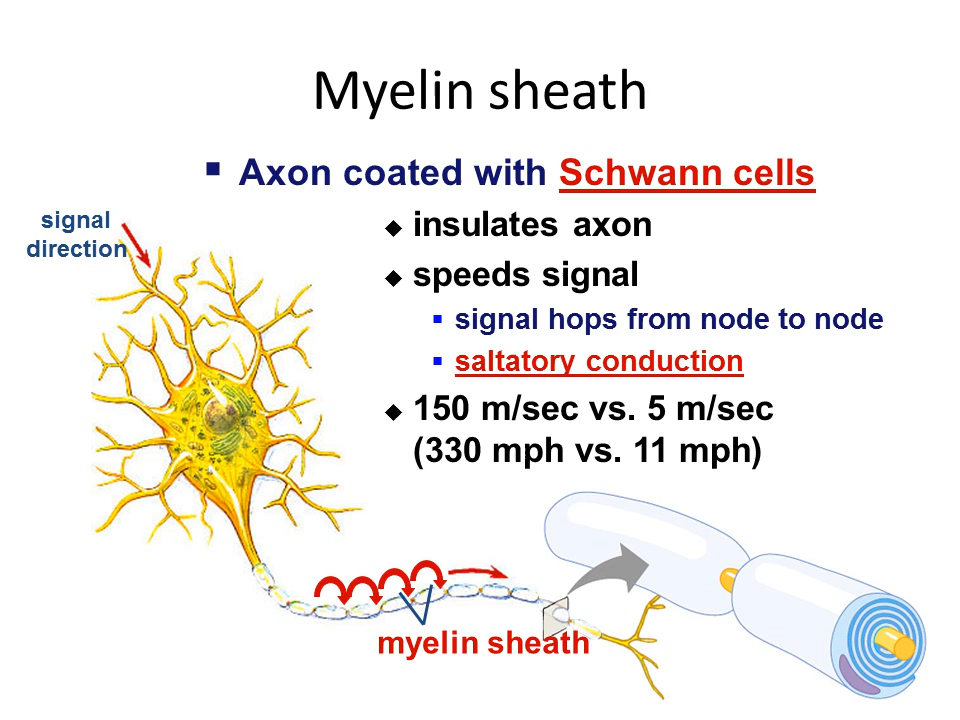 Myelin sheath
Axon coated with Schwann cells
signal
direction
insulates axon
speeds signal
signal hops from node to node
saltatory conduction
150 m/sec vs. 5 m/sec
(330 mph vs. 11 mph)
myelin sheath